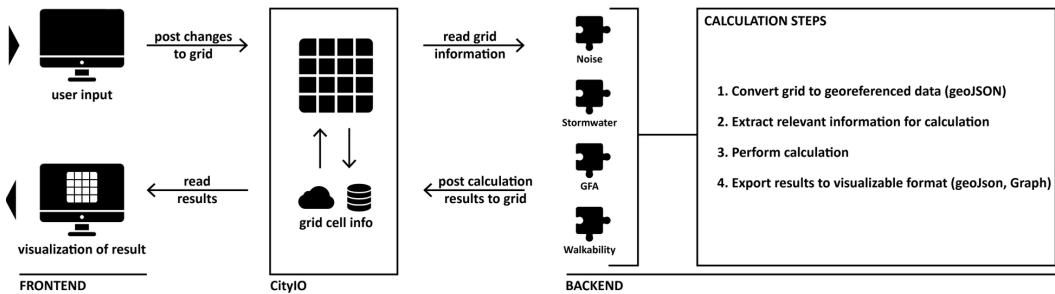 post changes
to grid
user input
read
results
visualization of result
FRONTEND
grid cell info
CityIO
read grid
information
post calculation
results to grid
Noise
Stormwater
GFA
Walkability
BACKEND
CALCULATION STEPS
1. Convert grid to georeferenced data (geoJSON)
2. Extract relevant information for calculation
3. Perform calculation
4. Export results to visualizable format (geoJson, Graph)